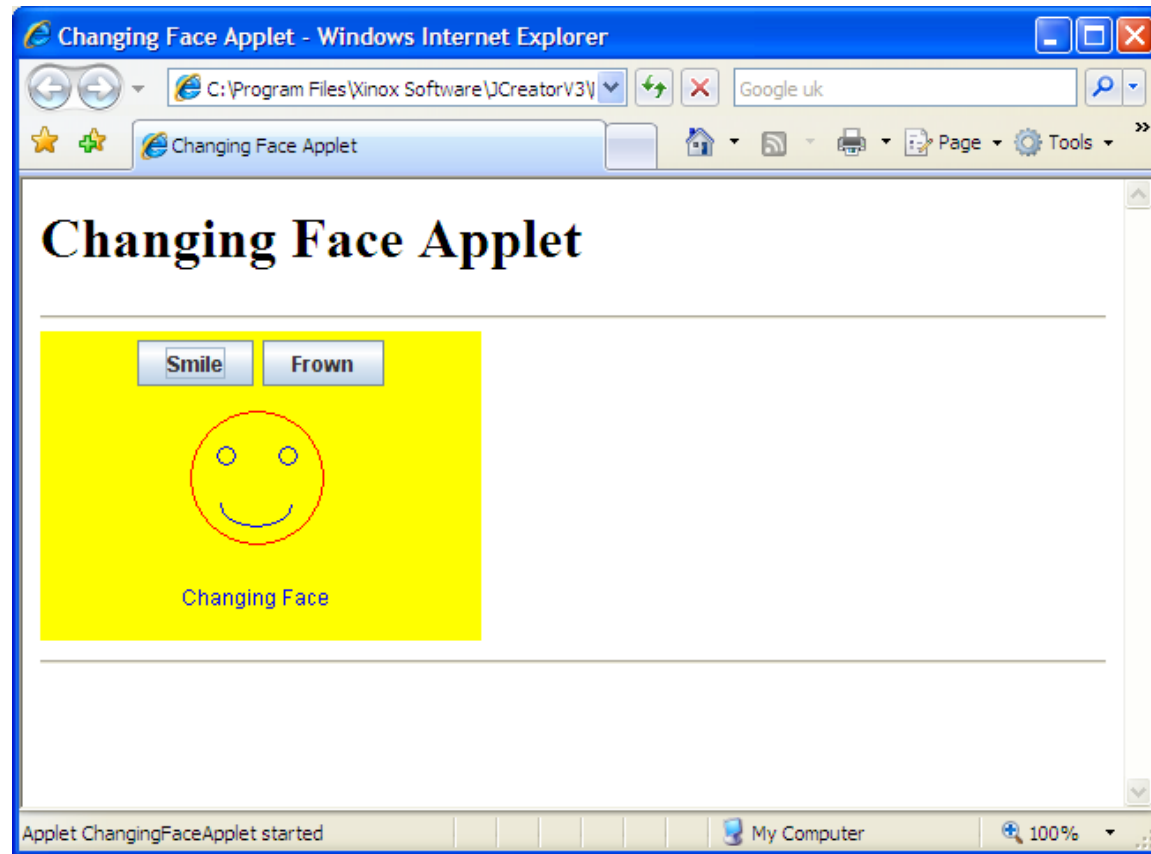 Changing Face Applet - Windows Internet Explorer
C:\Program Files\Xinox Software\JCreatorV3\
Google uk
Changing Face Applet
Page
Tools
»
Changing Face Applet
Smile
Frown
Changing Face
Applet ChangingFaceApplet started
My Computer
100%